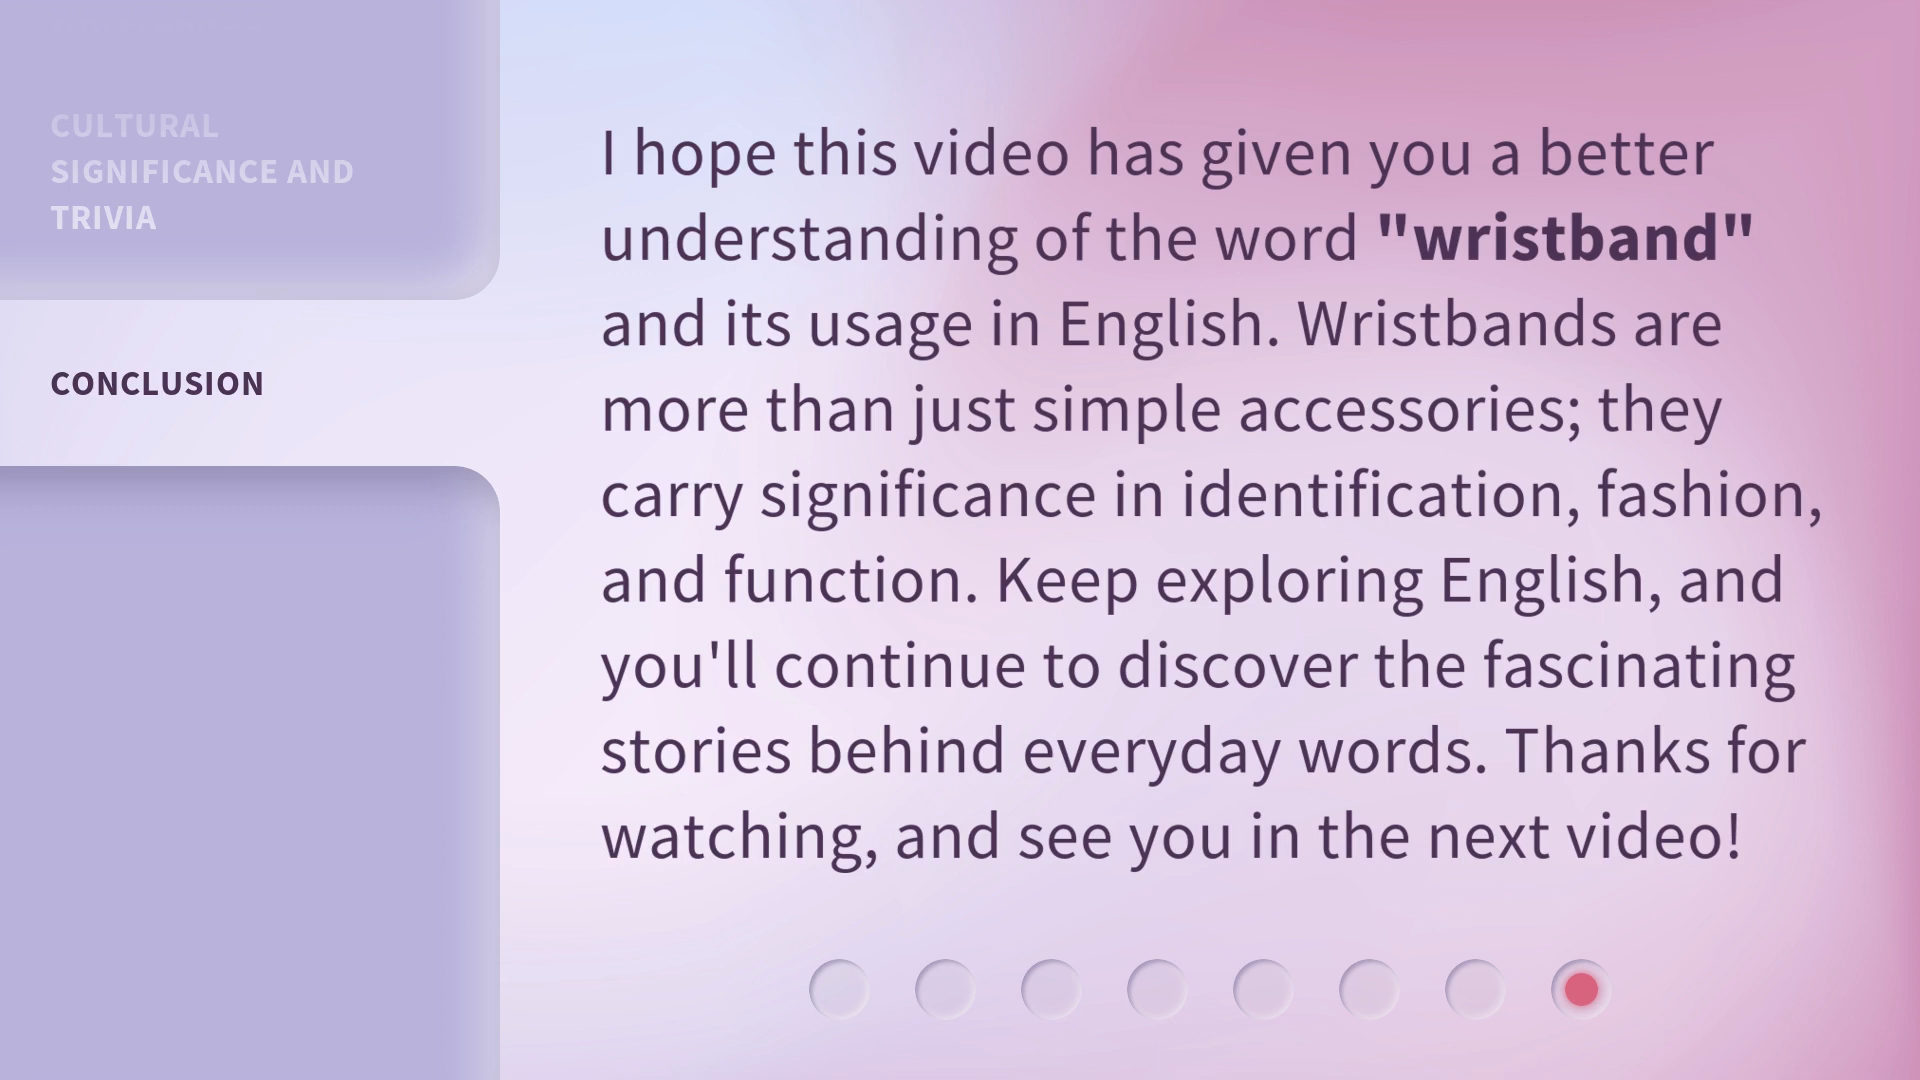 CULTURAL
SIGNIFICANCE AND
TRIVIA
CONCLUSION
I hope this video has given you a better
understanding of the word "wristband"
and its usage in English. Wristbands are
more than just simple accessories; they
carry significance in identification, fashion,
and function. Keep exploring English, and
you'll continue to discover the fascinating
stories behind everyday words. Thanks for
watching, and see you in the next video!